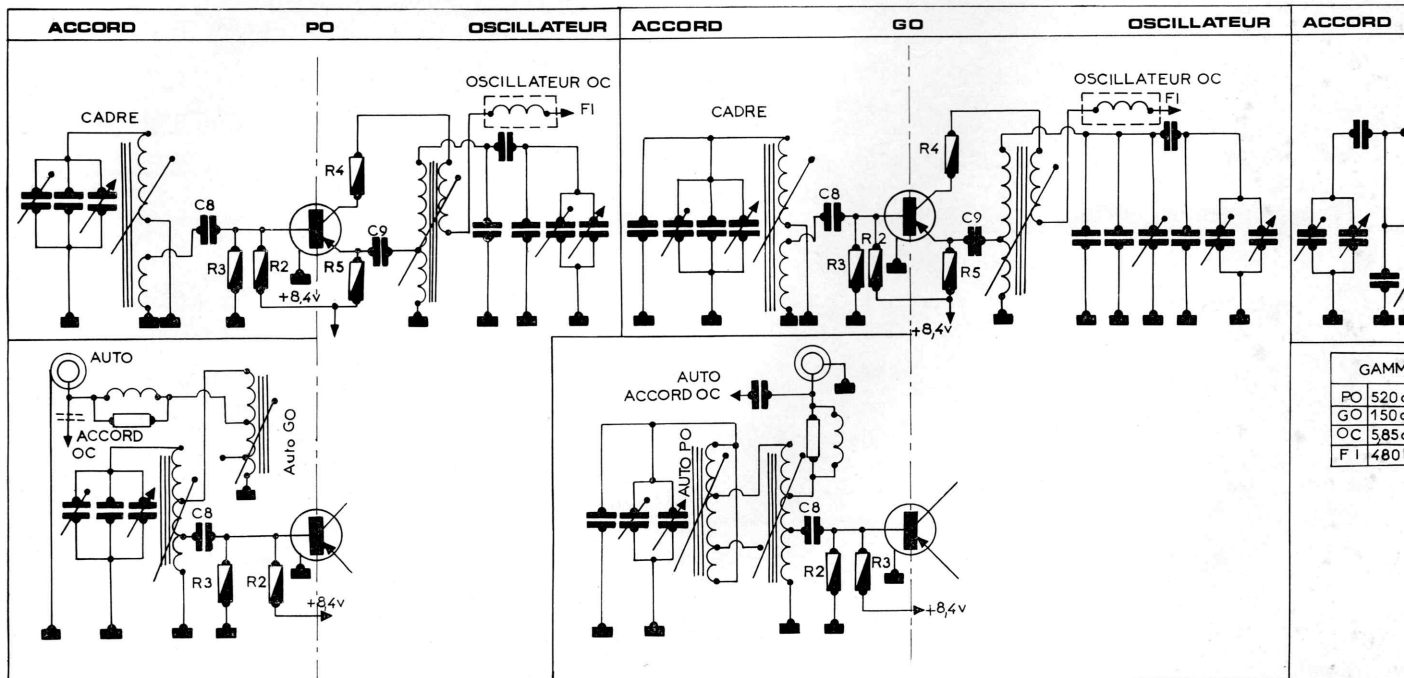 ACCORD PO OSCILLATEUR
OSCILLATEUR OC
FI
CADRE
R4
C8
C9
R3 R2 R5
+8,4v
ACCORD GO OSCILLATEUR
OSCILLATEUR OC
FI
CADRE
R4
C8
C9
R3 R2 R5
+8,4v
ACCORD
AUTO
ACCORD
OC
Auto GO
C8
R3 R2
+8,4v
AUTO
ACCORD OC
AUTO PO
C8
R2 R3
+8,4v
GAMM
PO 520
GO 150
OC 5,85
FI 480